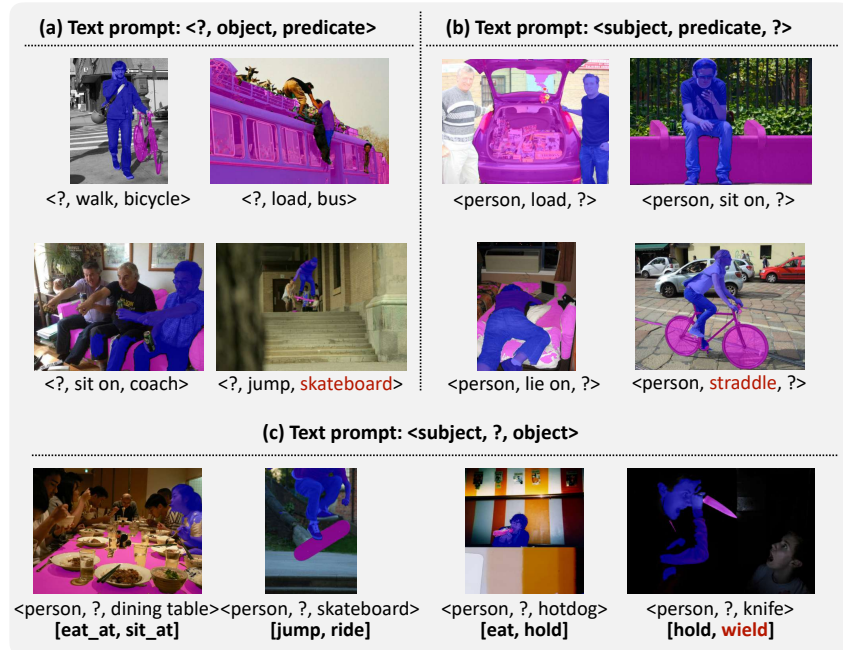 (a) Text prompt: <?, object, predicate>
(b) Text prompt: <subject, predicate, ?>
<?, walk, bicycle>
<?, load, bus>
<person, load, ?>
<person, sit on, ?>
<?, sit on, coach>
<?, jump, skateboard>
<person, lie on, ?>
<person, straddle, ?>
(c) Text prompt: <subject, ?, object>
<person, ?, dining table>
<person, ?, skateboard>
<person, ?, hotdog>
<person, ?, knife>
[eat_at, sit_at]
[jump, ride]
[eat, hold]
[hold, wield]